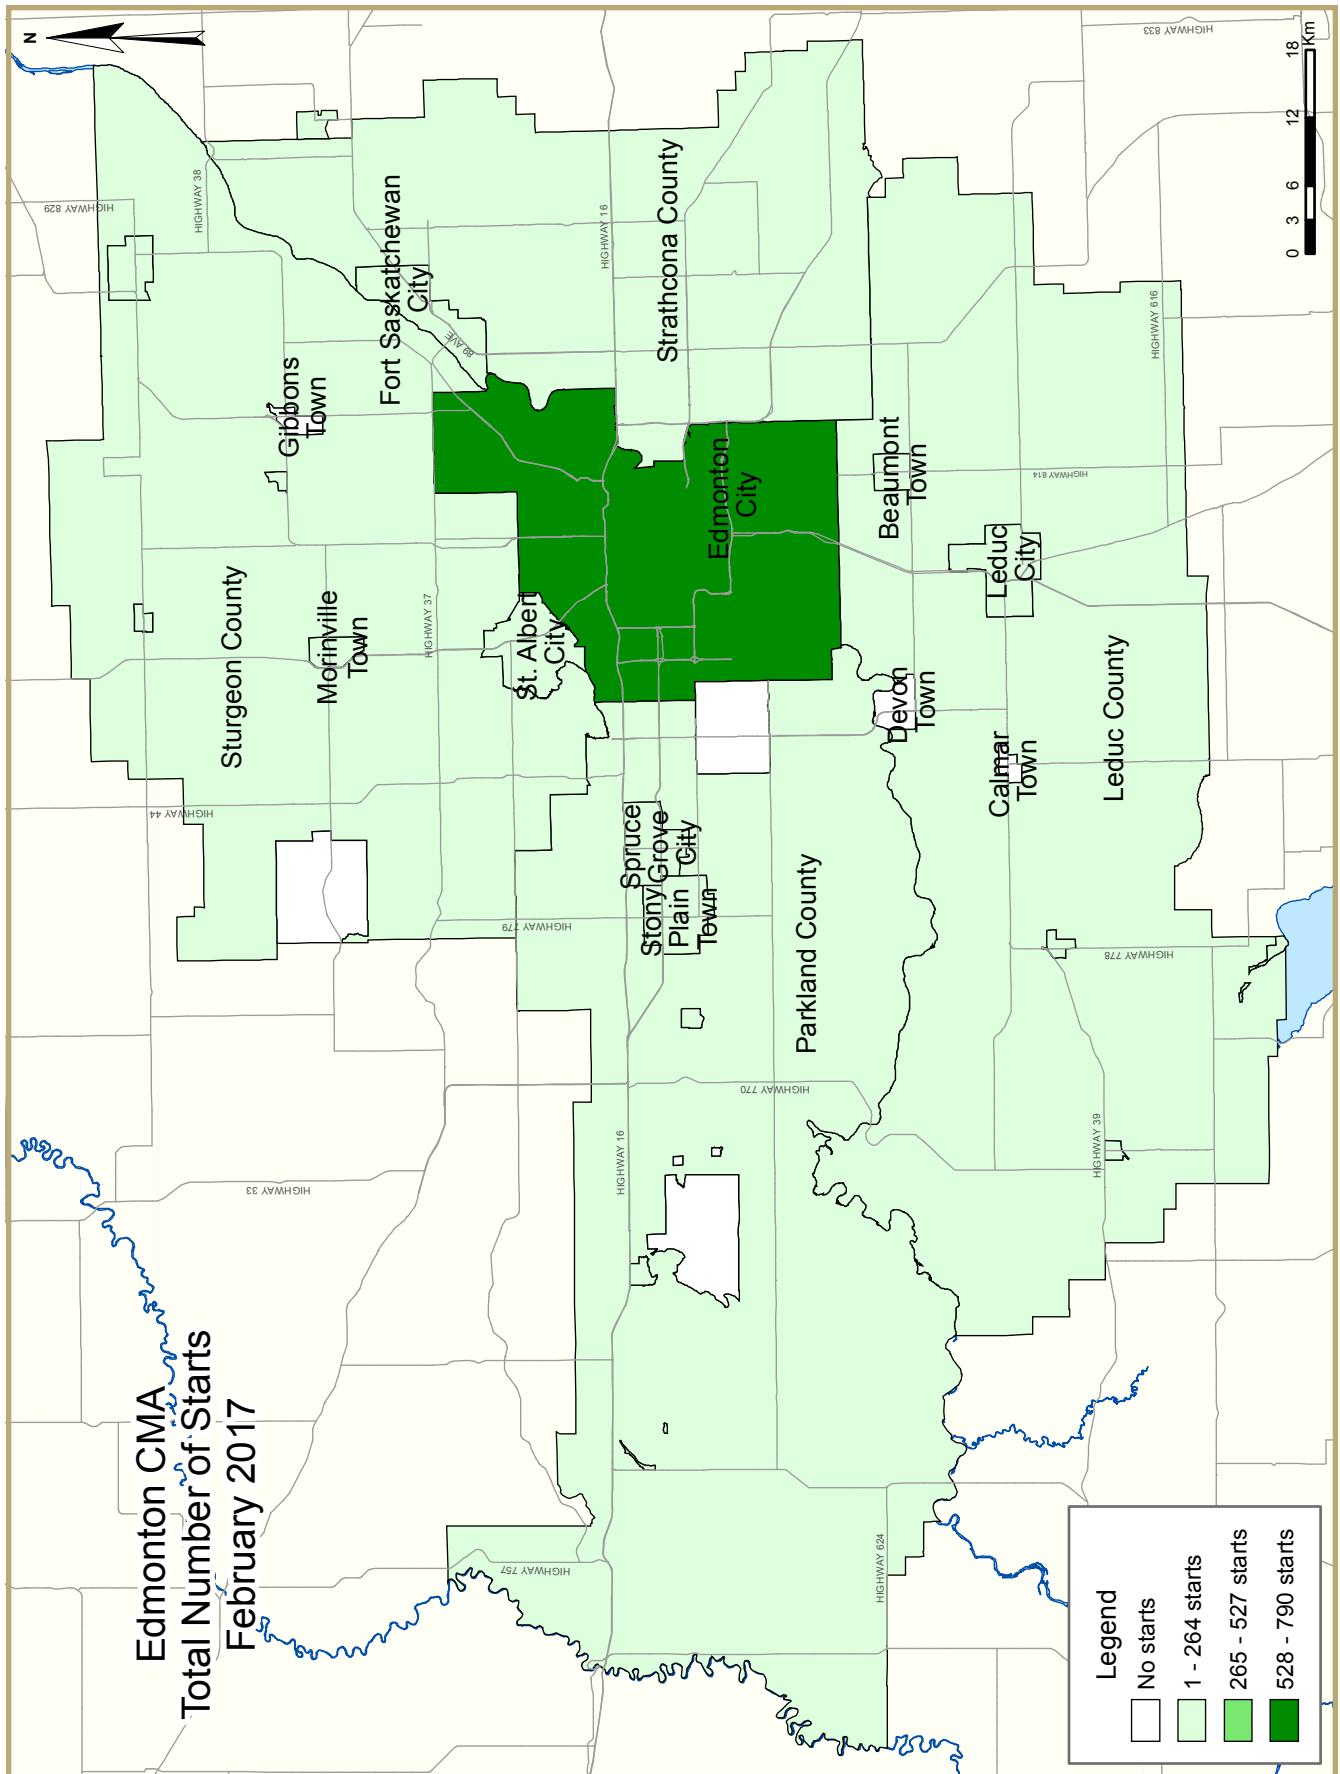 Edmonton CMA
Total Number of Starts
February 2017
N
HIGHWAY 757
HIGHWAY 33
HIGHWAY 44
HIGHWAY 779
HIGHWAY 37
HIGHWAY 829
HIGHWAY 38
HIGHWAY 833
Sturgeon County
Morinville
Town
Gibbons
Town
Fort Saskatchewan
City
89 AVE
St. Albert
City
HIGHWAY 16
HIGHWAY 16
Spruce
Grove
City
Stony
Plain
Town
Edmonton
City
Strathcona County
HIGHWAY 770
Parkland County
HIGHWAY 624
Devon
Town
Beaumont
Town
Calmar
Town
Leduc
City
HIGHWAY 814
HIGHWAY 39
HIGHWAY 778
Leduc County
HIGHWAY 616
Legend
No starts
1 - 264 starts
265 - 527 starts
528 - 790 starts
0 3 6 12 18
Km